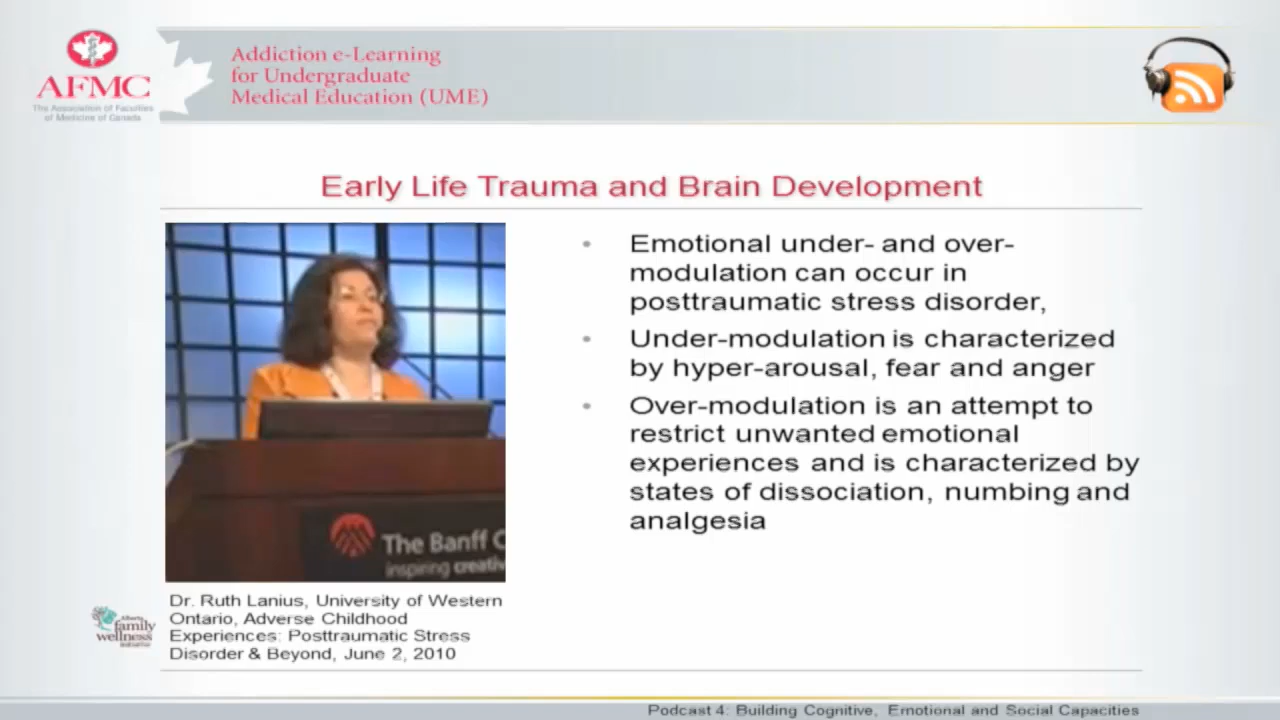 AFMC
The Association of Faculties
of Medicine of Canada
Addiction e-Learning
for Undergraduate
Medical Education (UME)
Early Life Trauma and Brain Development
• Emotional under- and over-
modulation can occur in
posttraumatic stress disorder,
• Under-modulation is characterized
by hyper-arousal, fear and anger
• Over-modulation is an attempt to
restrict unwanted emotional
experiences and is characterized by
states of dissociation, numbing and
analgesia
The Banff C
inspiring creativ
Dr. Ruth Lanius, University of Western
Ontario, Adverse Childhood
Experiences: Posttraumatic Stress
Disorder & Beyond, June 2, 2010
Alberta
family
wellness
initiative
Podcast 4: Building Cognitive, Emotional and Social Capacities